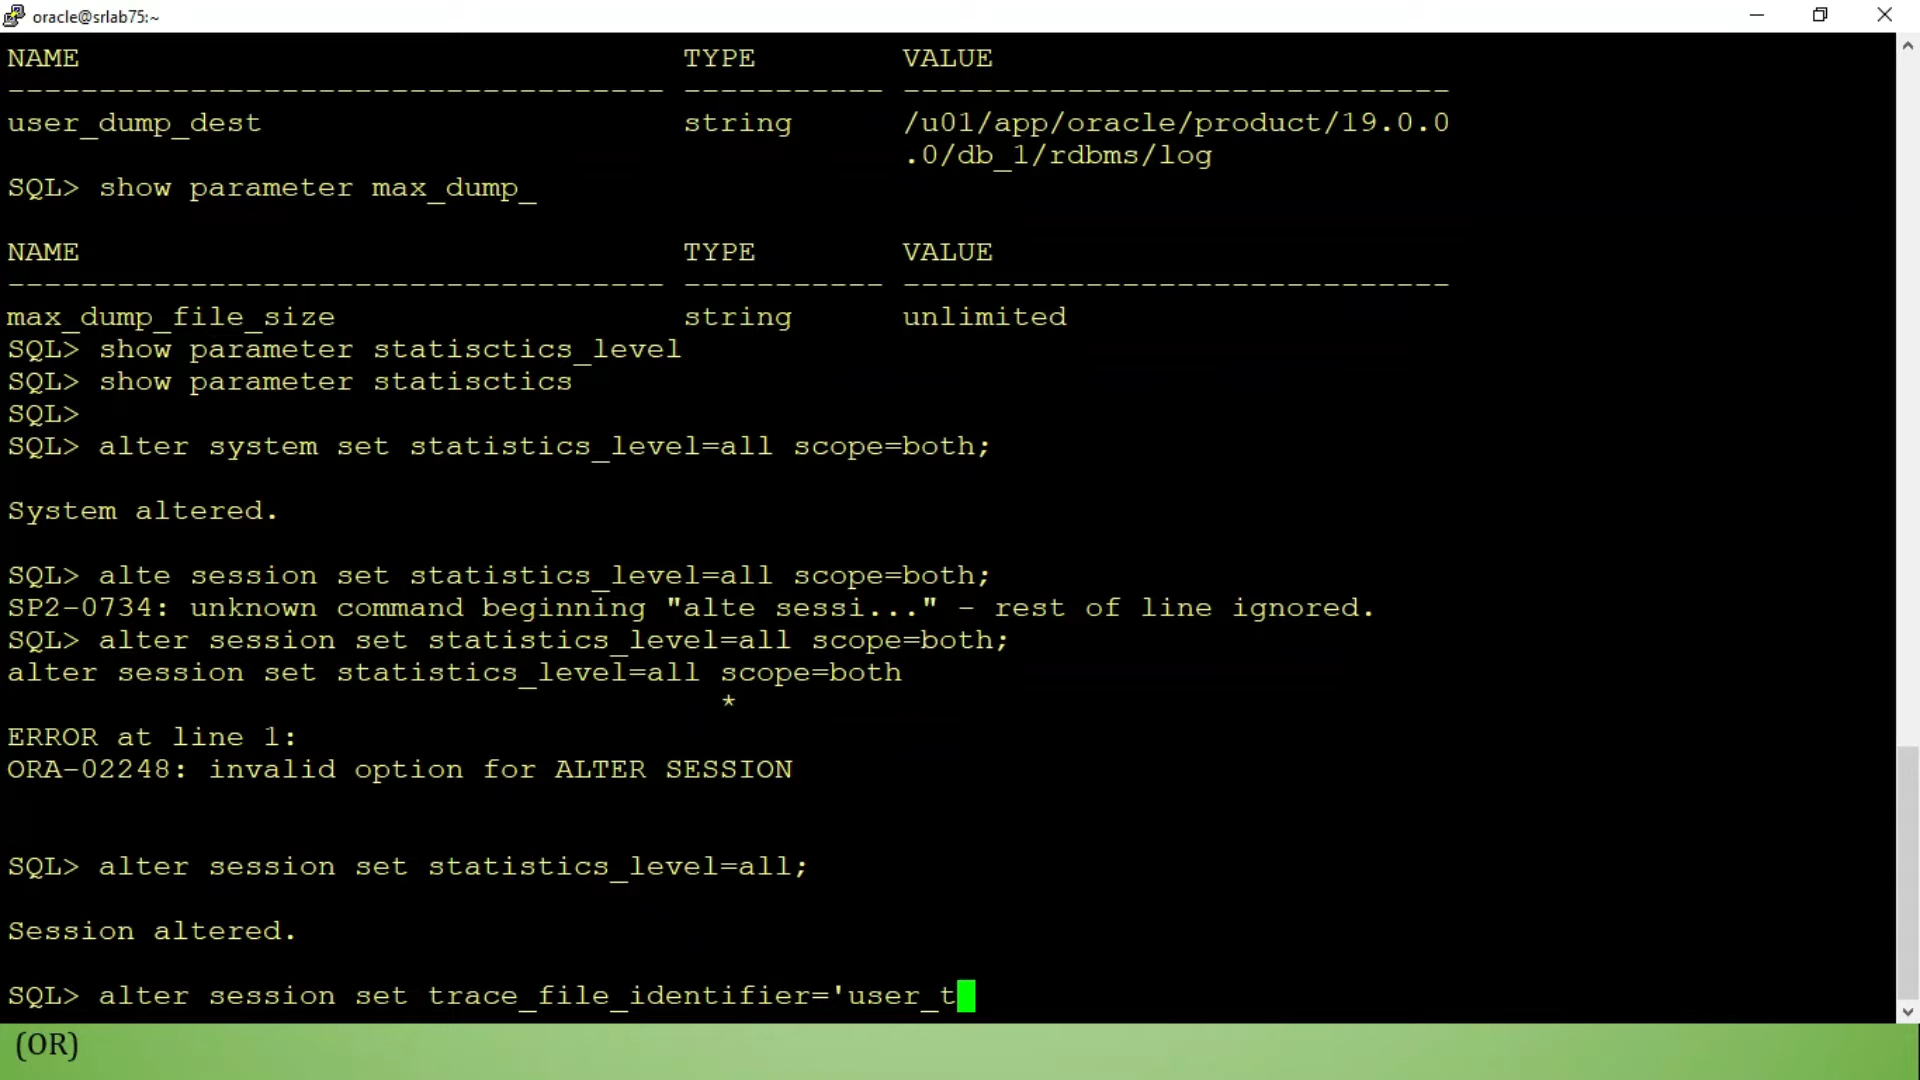 oracle@srlab75:~
NAME TYPE VALUE
------------------------------------ ----------- ------------------------------
user_dump_dest string /u01/app/oracle/product/19.0.0
.0/db_1/rdbms/log
SQL> show parameter max_dump_
NAME TYPE VALUE
------------------------------------ ----------- ------------------------------
max_dump_file_size string unlimited
SQL> show parameter statisctics_level
SQL> show parameter statisctics
SQL>
SQL> alter system set statistics_level=all scope=both;
System altered.
SQL> alte session set statistics_level=all scope=both;
SP2-0734: unknown command beginning "alte sessi..." - rest of line ignored.
SQL> alter session set statistics_level=all scope=both;
alter session set statistics_level=all scope=both
*
ERROR at line 1:
ORA-02248: invalid option for ALTER SESSION
SQL> alter session set statistics_level=all;
Session altered.
SQL> alter session set trace_file_identifier='user_t
(OR)